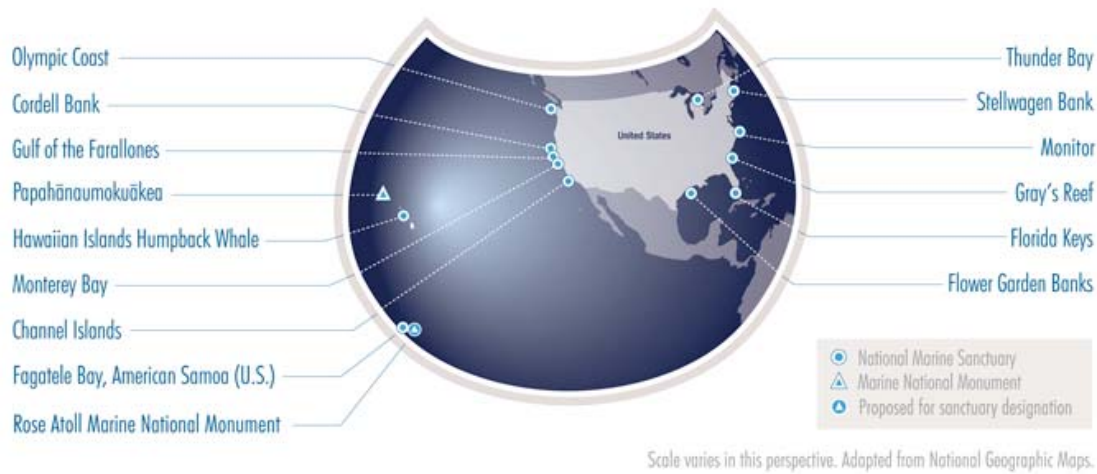 Olympic Coast
Cordell Bank
Gulf of the Farallones
Papahānaumokuākea
Hawaiian Islands Humpback Whale
Monterey Bay
Channel Islands
Fagatele Bay, American Samoa (U.S.)
Rose Atoll Marine National Monument
United States
Thunder Bay
Stellwagen Bank
Monitor
Gray's Reef
Florida Keys
Flower Garden Banks
National Marine Sanctuary
Marine National Monument
Proposed for sanctuary designation
Scale varies in this perspective. Adapted from National Geographic Maps.